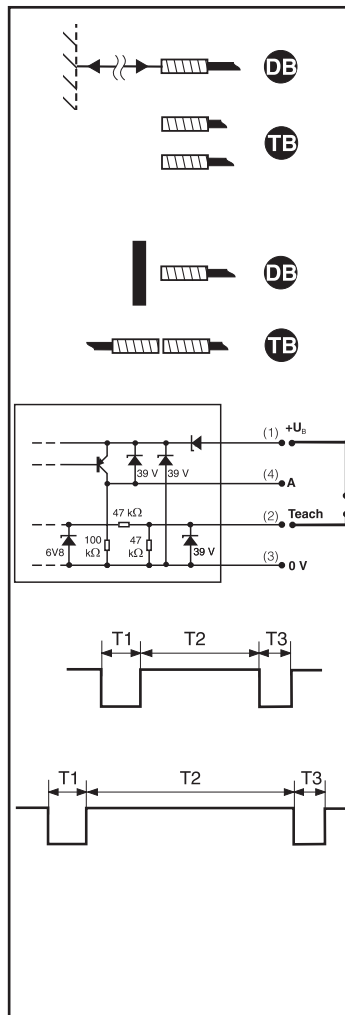 DB
TB
DB
TB
(1) +UB
39 V 39 V
(4) A
47 kΩ
(2) Teach
6V8 100 kΩ 47 kΩ 39 V
(3) 0 V
T1 T2 T3
T1 T2 T3